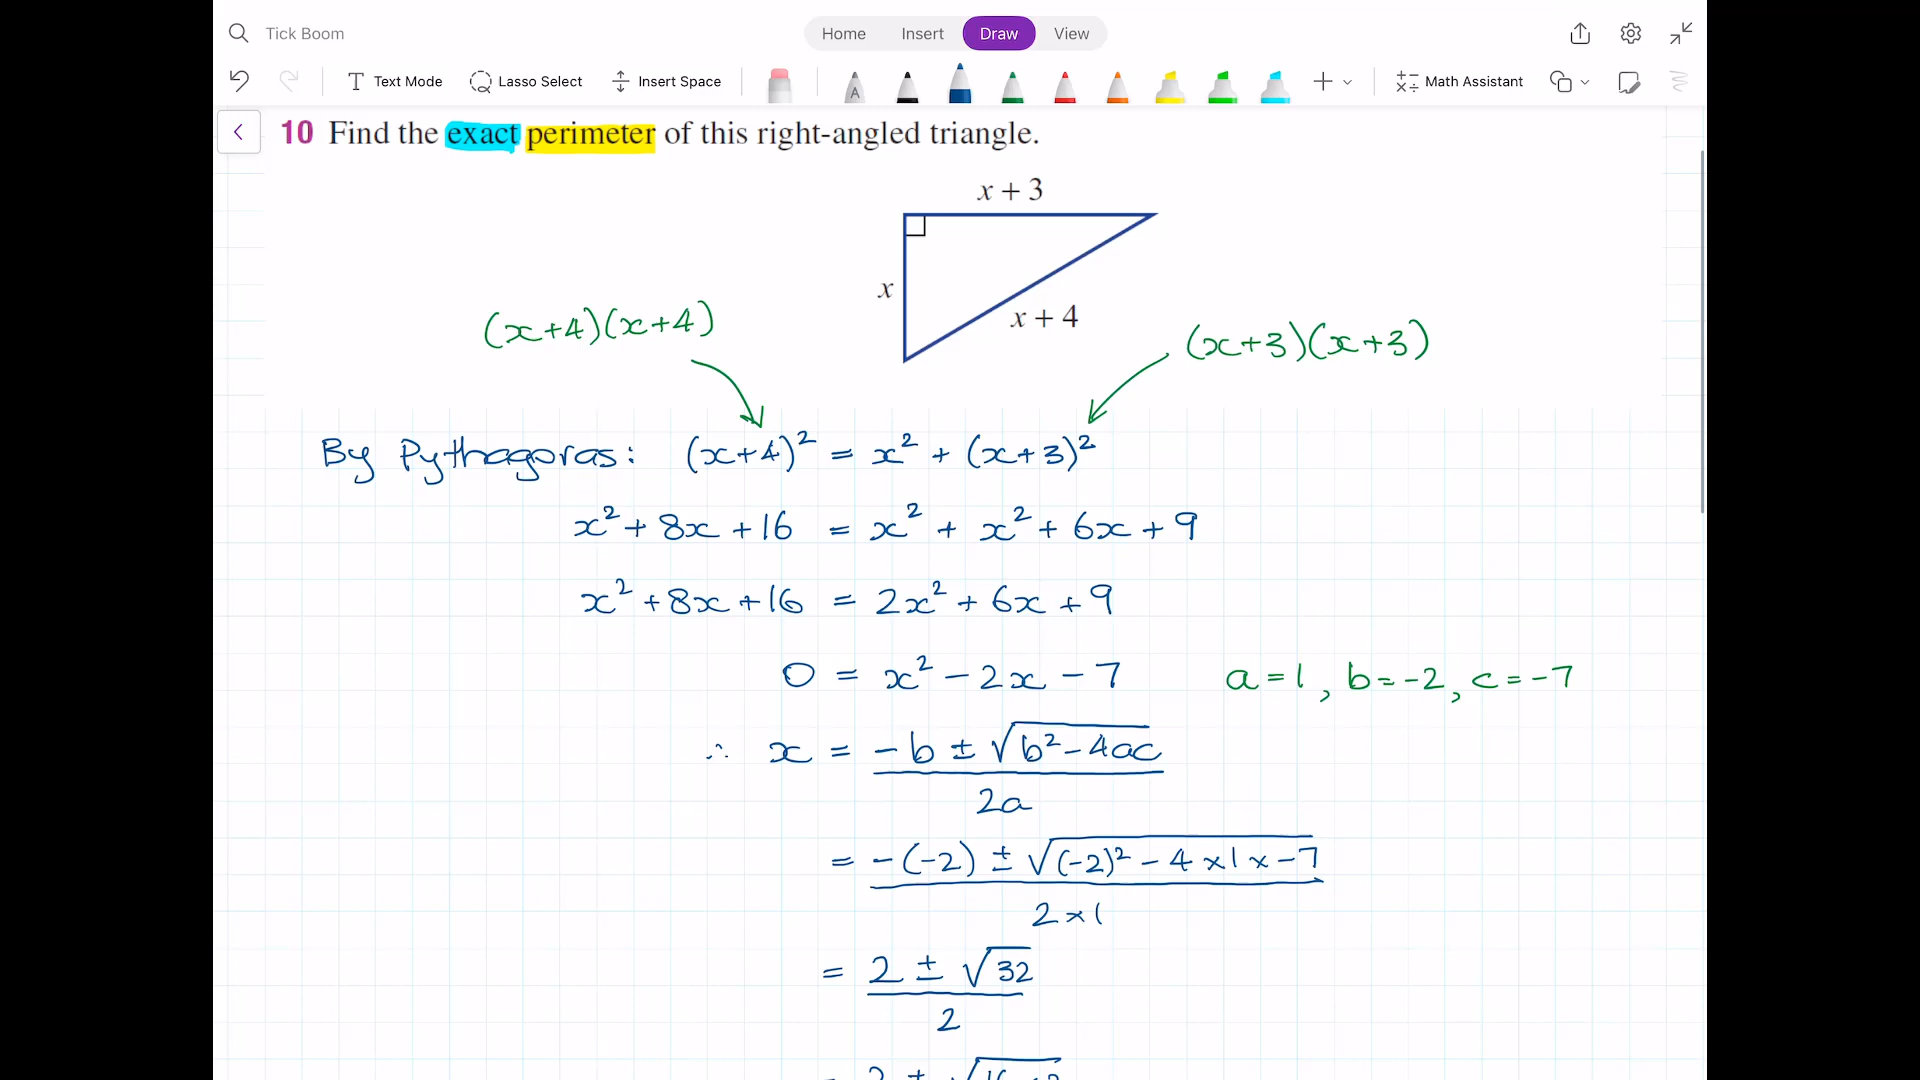 Tick Boom
Home Insert Draw View
Text Mode Lasso Select Insert Space A Math Assistant
10 Find the exact perimeter of this right-angled triangle.
x + 3
x
x + 4
(x+4)(x+4)
(x+3)(x+3)
By Pythagoras: (x+4)² = x² + (x+3)²
x² + 8x + 16 = x² + x² + 6x + 9
x² + 8x + 16 = 2x² + 6x + 9
0 = x² - 2x - 7 a = 1, b = -2, c = -7
∴ x = -b ± √b² - 4ac
2a
= -(-2) ± √(-2)² - 4 × 1 × -7
2 × 1
= 2 ± √32
2